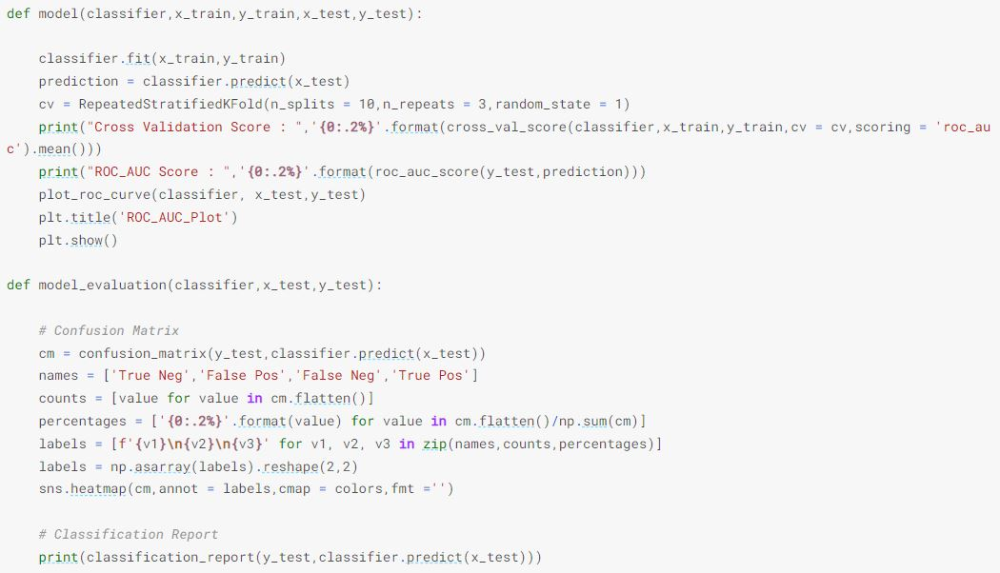 def model(classifier,x_train,y_train,x_test,y_test):
    classifier.fit(x_train,y_train)
    prediction = classifier.predict(x_test)
    cv = RepeatedStratifiedKFold(n_splits = 10,n_repeats = 3,random_state = 1)
    print("Cross Validation Score : ",'{0:.2%}'.format(cross_val_score(classifier,x_train,y_train,cv = cv,scoring = 'roc_au
c').mean()))
    print("ROC_AUC Score : ",'{0:.2%}'.format(roc_auc_score(y_test,prediction)))
    plot_roc_curve(classifier, x_test,y_test)
    plt.title('ROC_AUC_Plot')
    plt.show()
def model_evaluation(classifier,x_test,y_test):
    # Confusion Matrix
    cm = confusion_matrix(y_test,classifier.predict(x_test))
    names = ['True Neg','False Pos','False Neg','True Pos']
    counts = [value for value in cm.flatten()]
    percentages = ['{0:.2%}'.format(value) for value in cm.flatten()/np.sum(cm)]
    labels = [f'{v1}\n{v2}\n{v3}' for v1, v2, v3 in zip(names,counts,percentages)]
    labels = np.asarray(labels).reshape(2,2)
    sns.heatmap(cm,annot = labels,cmap = colors,fmt ='')
    # Classification Report
    print(classification_report(y_test,classifier.predict(x_test)))